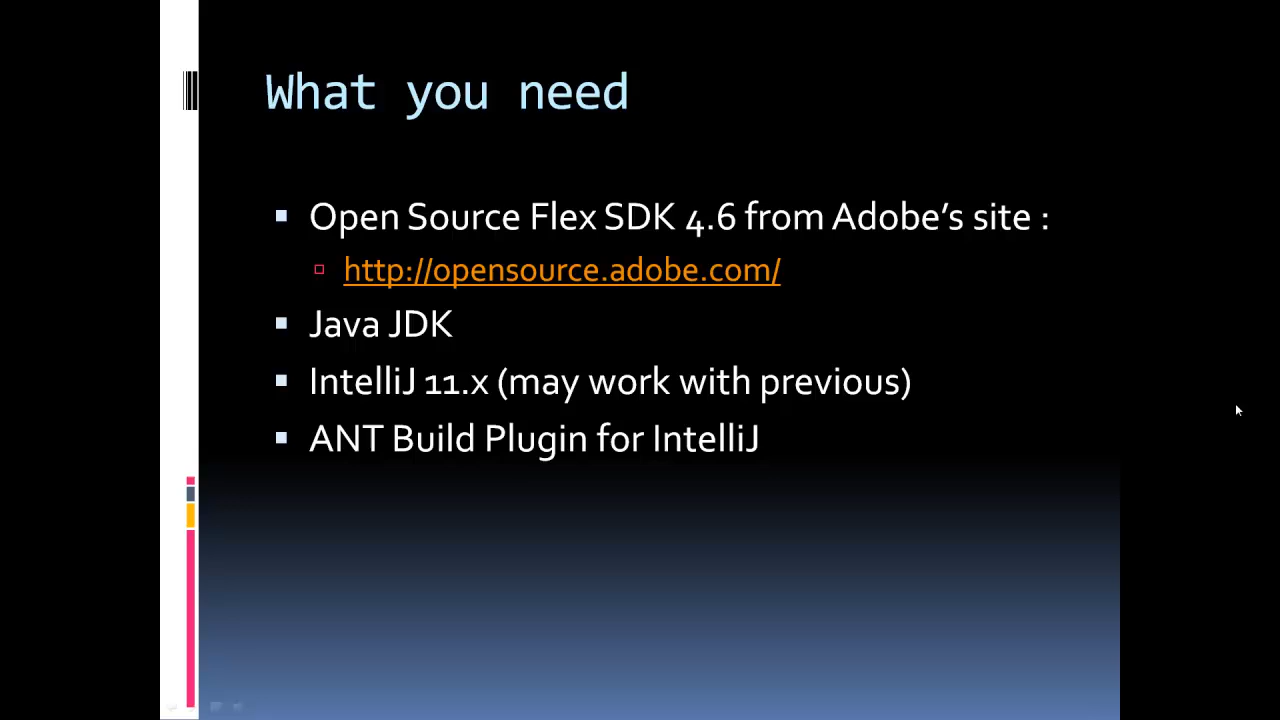 What you need
Open Source Flex SDK 4.6 from Adobe’s site :
http://opensource.adobe.com/
Java JDK
IntelliJ 11.x (may work with previous)
ANT Build Plugin for IntelliJ